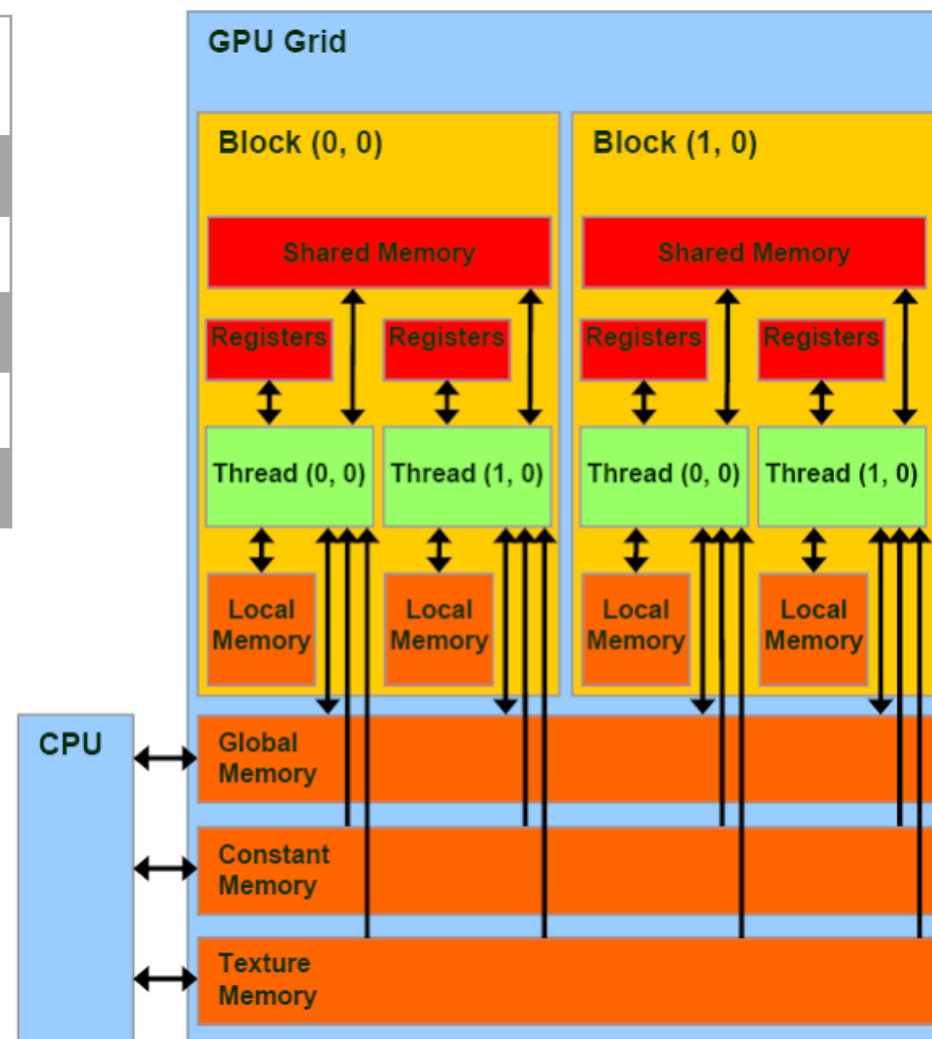 GPU Grid
Block (0, 0)
Block (1, 0)
Shared Memory
Shared Memory
Registers
Registers
Registers
Registers
Thread (0, 0)
Thread (1, 0)
Thread (0, 0)
Thread (1, 0)
Local
Memory
Local
Memory
Local
Memory
Local
Memory
CPU
Global
Memory
Constant
Memory
Texture
Memory